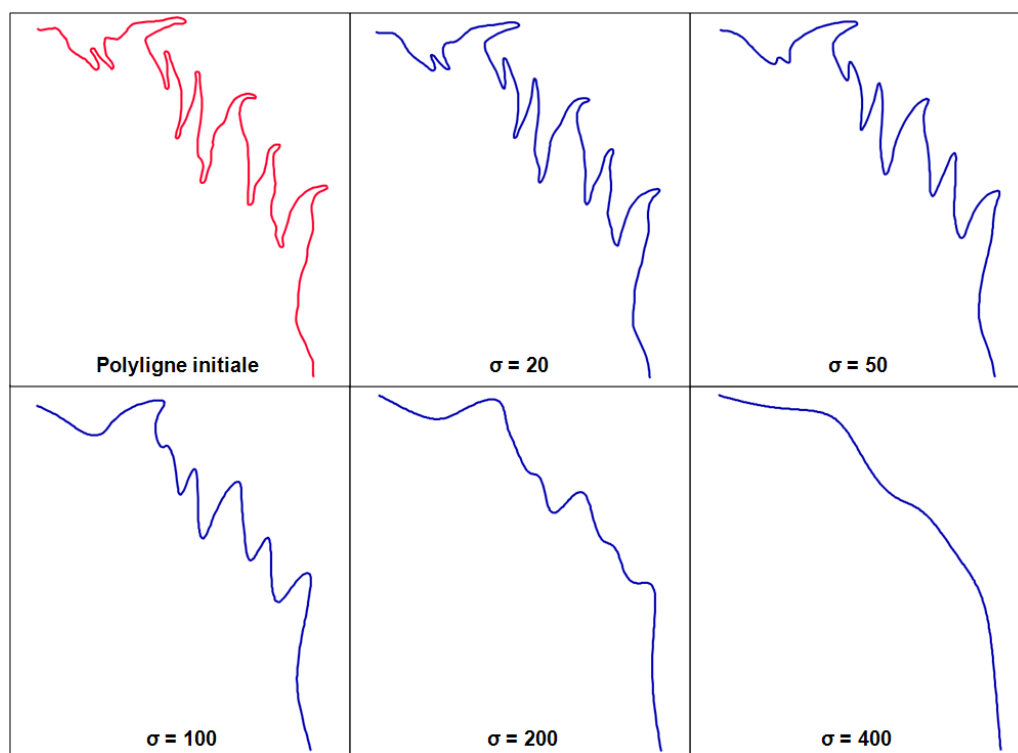 Polyligne initiale
σ = 20
σ = 50
σ = 100
σ = 200
σ = 400